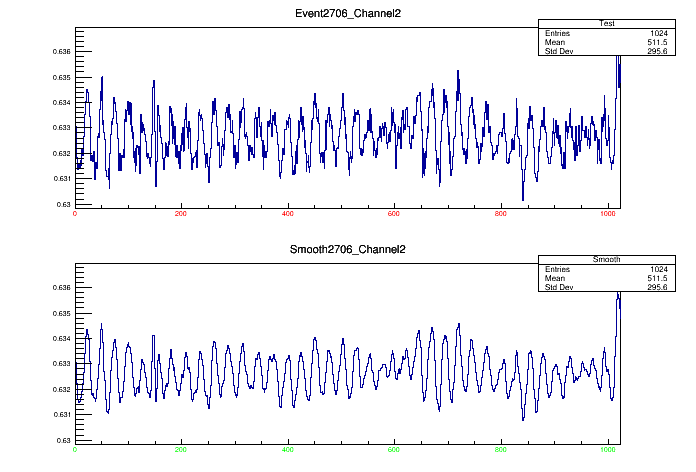 Event2706_Channel2
Test
Entries 1024
Mean 511.5
Std Dev 295.6
0.636
0.635
0.634
0.633
0.632
0.631
0.63
0 200 400 600 800 1000
Smooth2706_Channel2
Smooth
Entries 1024
Mean 511.5
Std Dev 295.6
0.636
0.635
0.634
0.633
0.632
0.631
0.63
0 200 400 600 800 1000